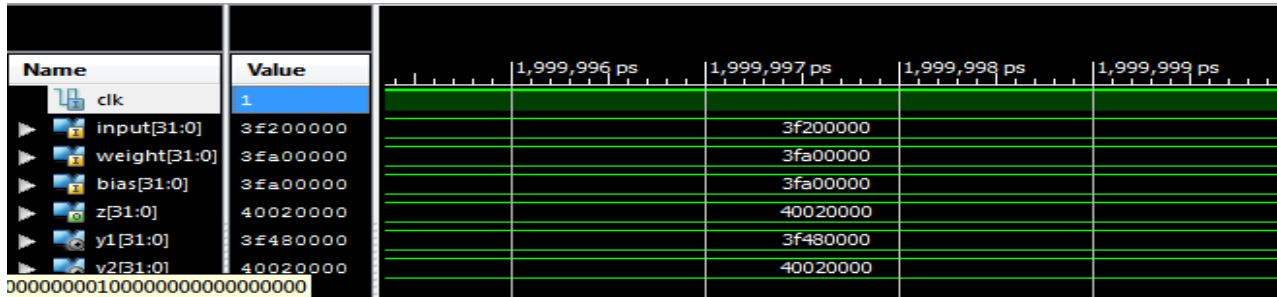 Name Value 1,999,996 ps 1,999,997 ps 1,999,998 ps 1,999,999 ps
clk 1
input[31:0] 3f200000 3f200000
weight[31:0] 3fa00000 3fa00000
bias[31:0] 3fa00000 3fa00000
z[31:0] 40020000 40020000
y1[31:0] 3f480000 3f480000
y2[31:0] 40020000 40020000